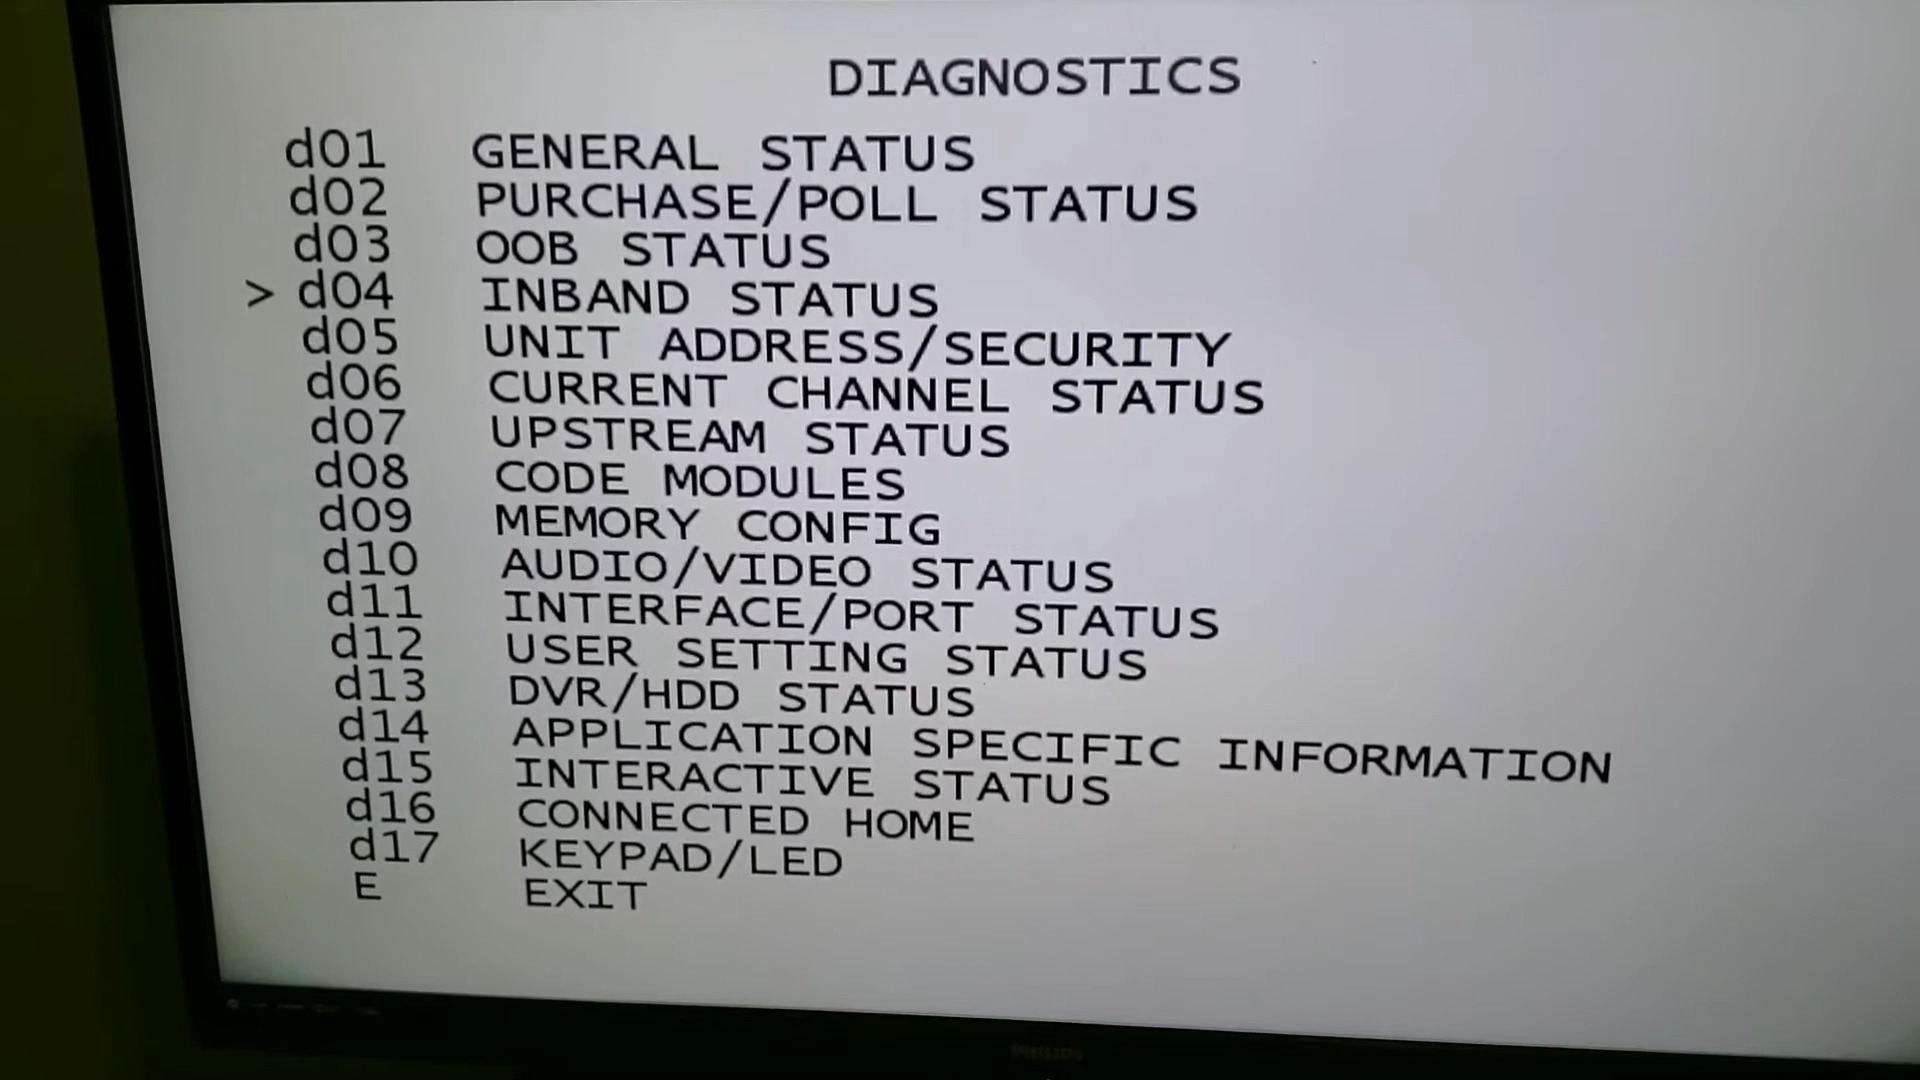 DIAGNOSTICS
d01 GENERAL STATUS
d02 PURCHASE/POLL STATUS
d03 OOB STATUS
> d04 INBAND STATUS
d05 UNIT ADDRESS/SECURITY
d06 CURRENT CHANNEL STATUS
d07 UPSTREAM STATUS
d08 CODE MODULES
d09 MEMORY CONFIG
d10 AUDIO/VIDEO STATUS
d11 INTERFACE/PORT STATUS
d12 USER SETTING STATUS
d13 DVR/HDD STATUS
d14 APPLICATION SPECIFIC INFORMATION
d15 INTERACTIVE STATUS
d16 CONNECTED HOME
d17 KEYPAD/LED
E EXIT
PHILIPS